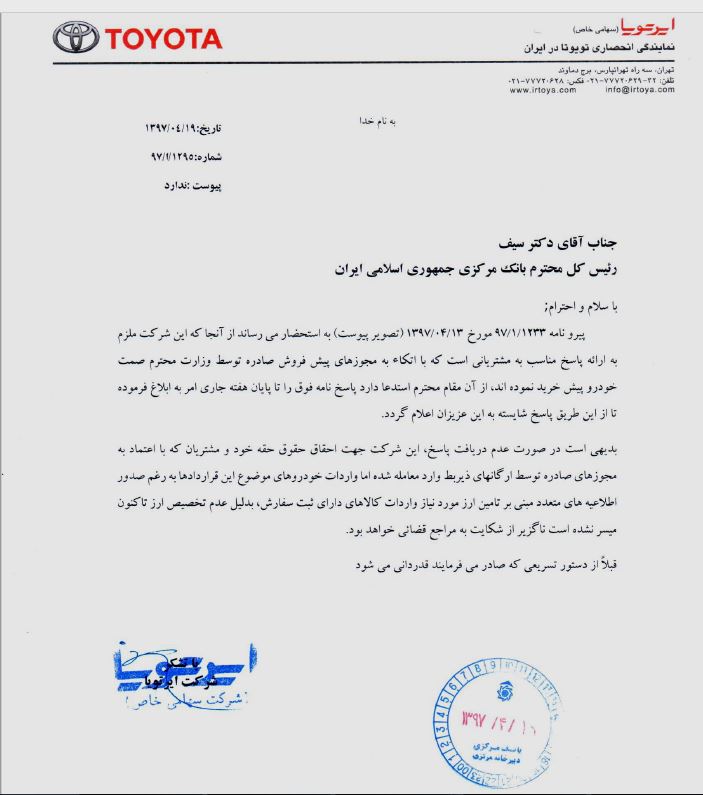 TOYOTA
ایرتویا (سهامی خاص)
نمایندگی انحصاری تویوتا در ایران
تهران، سه راه تهرانپارس، برج دماوند
تلفن: ۳۲-۷۷۷۲۰۶۲۹-۰۲۱ فکس: ۷۷۷۲۰۶۲۸-۰۲۱
www.irtoya.com info@irtoya.com
به نام خدا
تاریخ:۱۳۹۷/۰۴/۱۹
شماره:۹۷/۱/۱۲۹۵
پیوست :ندارد
جناب آقای دکتر سیف
رئیس کل محترم بانک مرکزی جمهوری اسلامی ایران
با سلام و احترام;
پیرو نامه ۹۷/۱/۱۲۳۳ مورخ ۱۳۹۷/۰۴/۱۳ (تصویر پیوست) به استحضار می رساند از آنجا که این شرکت ملزم
به ارائه پاسخ مناسب به مشتریانی است که با اتکاء به مجوزهای پیش فروش صادره توسط وزارت محترم صمت
خودرو پیش خرید نموده اند، از آن مقام محترم استدعا دارد پاسخ نامه فوق را تا پایان هفته جاری امر به ابلاغ فرموده
تا از این طریق پاسخ شایسته به این عزیزان اعلام گردد.
بدیهی است در صورت عدم دریافت پاسخ، این شرکت جهت احقاق حقوق حقه خود و مشتریان که با اعتماد به
مجوزهای صادره توسط ارگانهای ذیربط وارد معامله شده اما واردات خودروهای موضوع این قراردادها به رغم صدور
اطلاعیه های متعدد مبنی بر تامین ارز مورد نیاز واردات کالاهای دارای ثبت سفارش، بدلیل عدم تخصیص ارز تاکنون
میسر نشده است ناگزیر از شکایت به مراجع قضائی خواهد بود.
قبلاً از دستور تسریعی که صادر می فرمایند قدردانی می شود
با تشکر
شرکت ایرتویا
ایرتویا
(شرکت سهامی خاص)
بانک مرکزی
دبیرخانه مرکزی